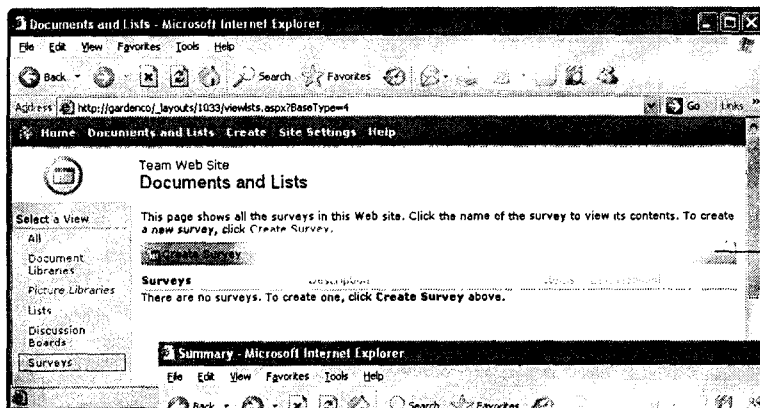 Documents and Lists - Microsoft Internet Explorer
File Edit View Favorites Tools Help
Back Search Favorites
Address http://gardenco/_layouts/1033/viewlsts.aspx?BaseType=4 Go Links »
Home Documents and Lists Create Site Settings Help
Team Web Site
Documents and Lists
Select a View
All
Document
Libraries
Picture Libraries
Lists
Discussion
Boards
Surveys
This page shows all the surveys in this Web site. Click the name of the survey to view its contents. To create
a new survey, click Create Survey.
Create Survey
Surveys Description
There are no surveys. To create one, click Create Survey above.
Summary - Microsoft Internet Explorer
File Edit View Favorites Tools Help
Back Search Favorites